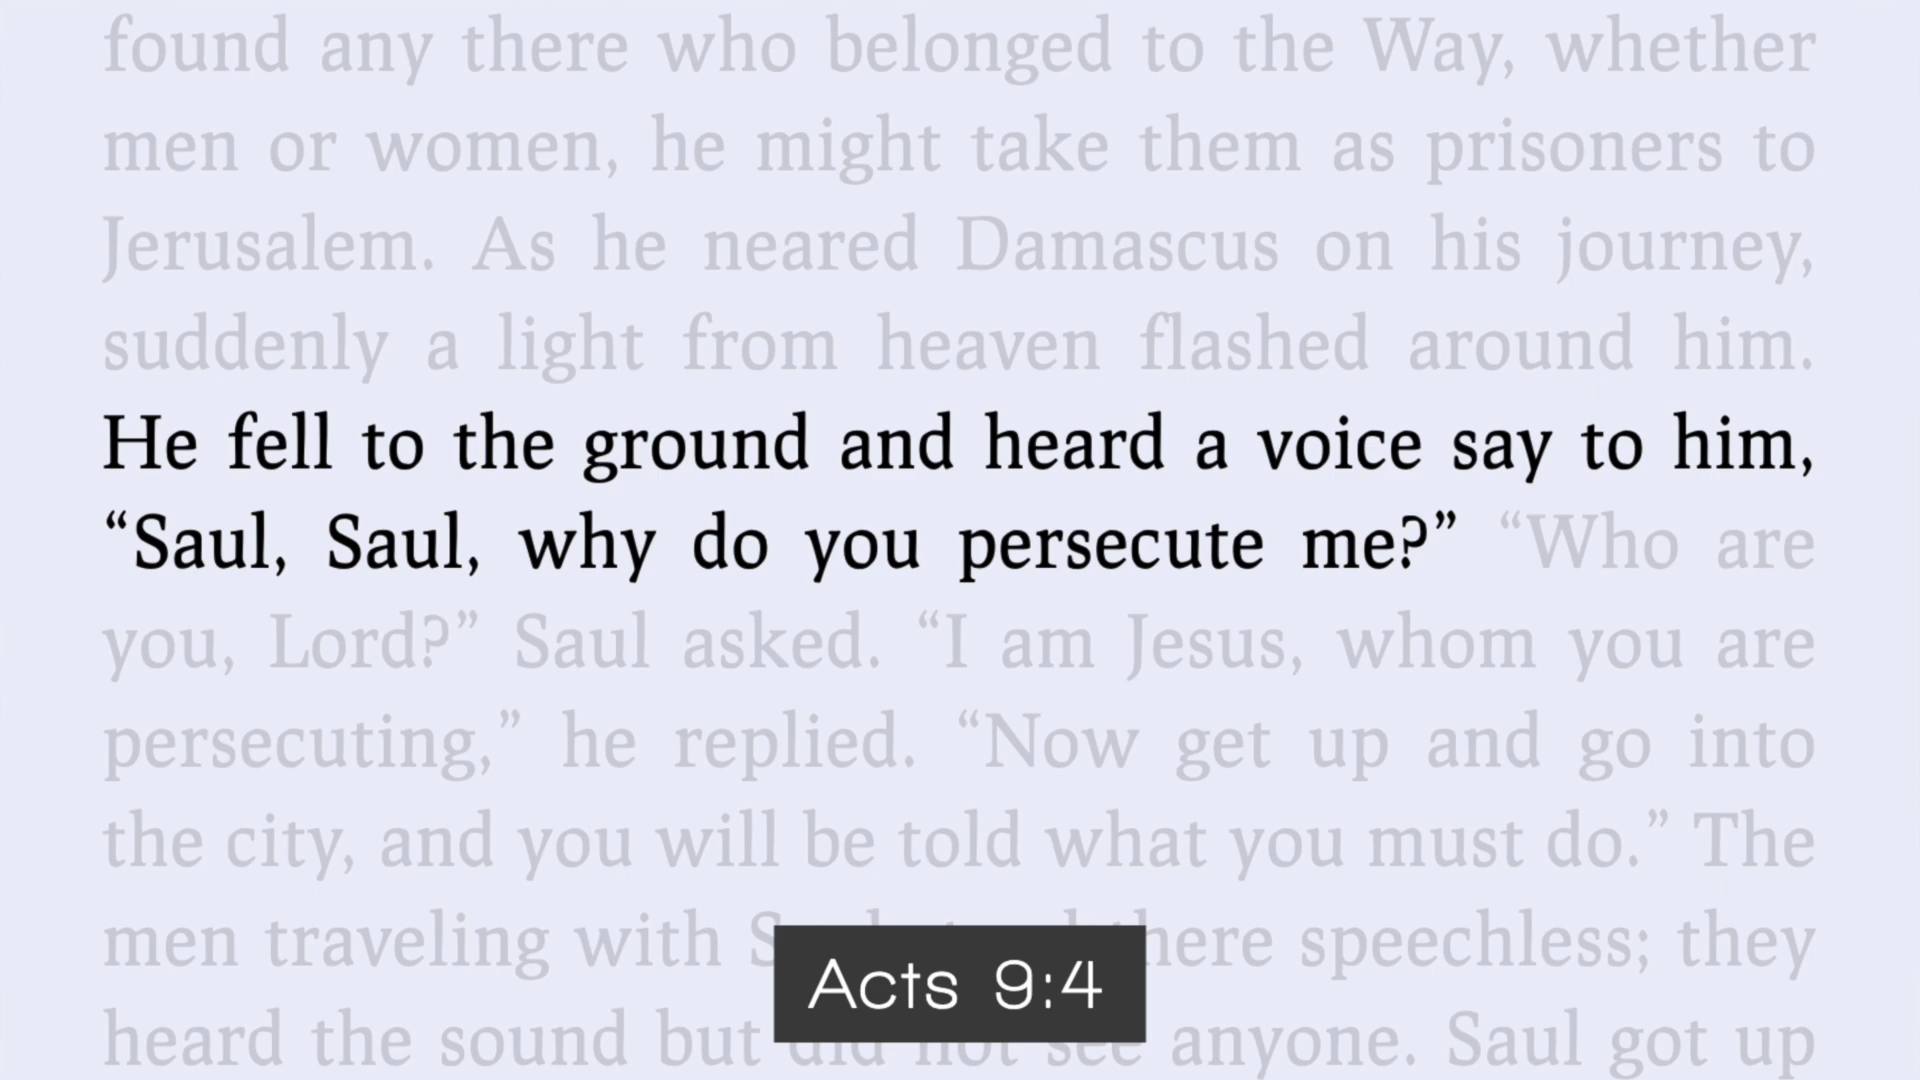 found any there who belonged to the Way, whether
men or women, he might take them as prisoners to
Jerusalem. As he neared Damascus on his journey,
suddenly a light from heaven flashed around him.
He fell to the ground and heard a voice say to him,
“Saul, Saul, why do you persecute me?” “Who are
you, Lord?” Saul asked. “I am Jesus, whom you are
persecuting,” he replied. “Now get up and go into
the city, and you will be told what you must do.” The
men traveling with there speechless; they
heard the sound but did not see anyone. Saul got up
Acts 9:4